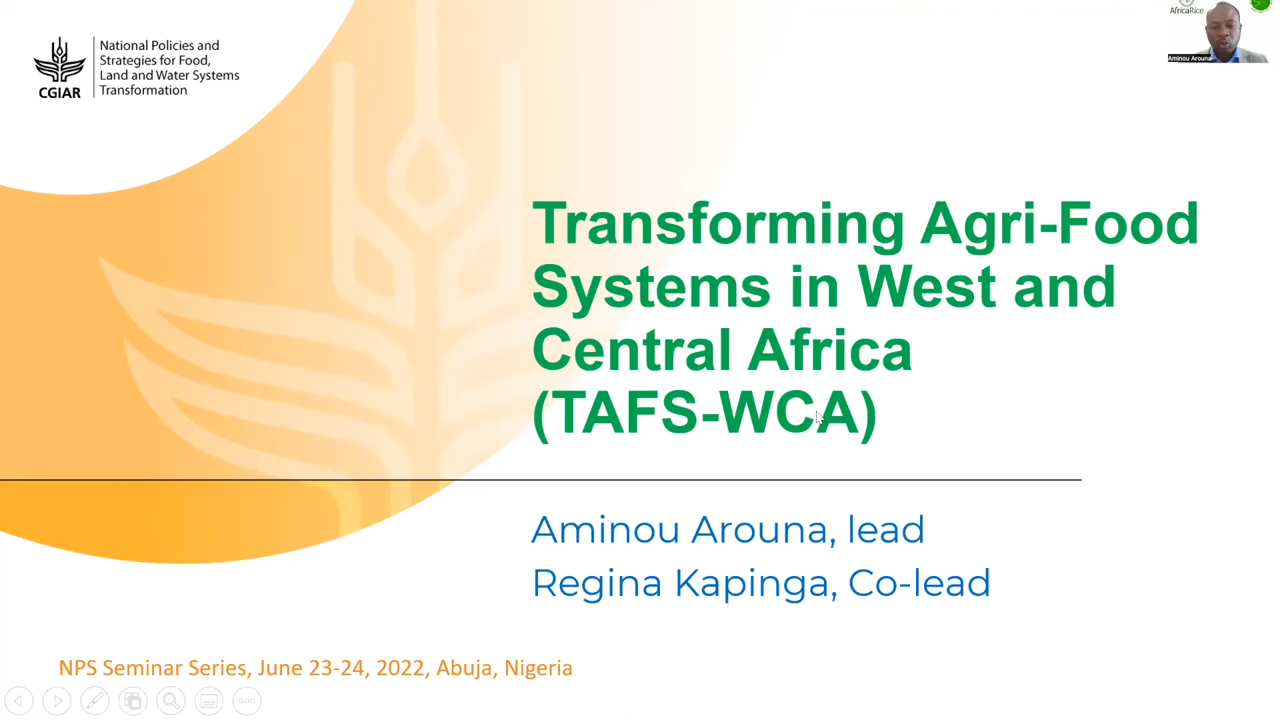 National Policies and
Strategies for Food,
Land and Water Systems
Transformation
CGIAR
AfricaRice
Aminou Arouna
Transforming Agri-Food
Systems in West and
Central Africa
(TAFS-WCA)
Aminou Arouna, lead
Regina Kapinga, Co-lead
NPS Seminar Series, June 23-24, 2022, Abuja, Nigeria